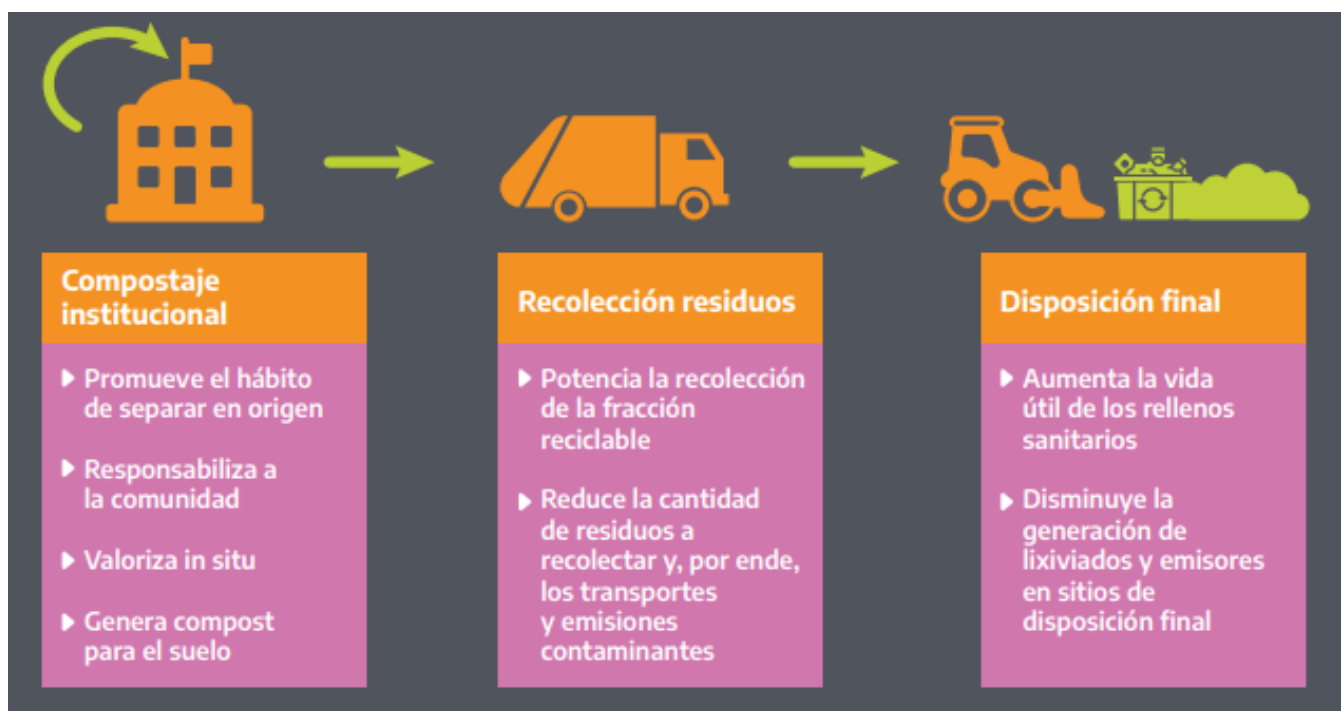 Compostaje
institucional
Promueve el hábito
de separar en origen
Responsabiliza a
la comunidad
Valoriza in situ
Genera compost
para el suelo
Recolección residuos
Potencia la recolección
de la fracción
reciclable
Reduce la cantidad
de residuos a
recolectar y, por ende,
los transportes
y emisiones
contaminantes
Disposición final
Aumenta la vida
útil de los rellenos
sanitarios
Disminuye la
generación de
lixiviados y emisores
en sitios de
disposición final